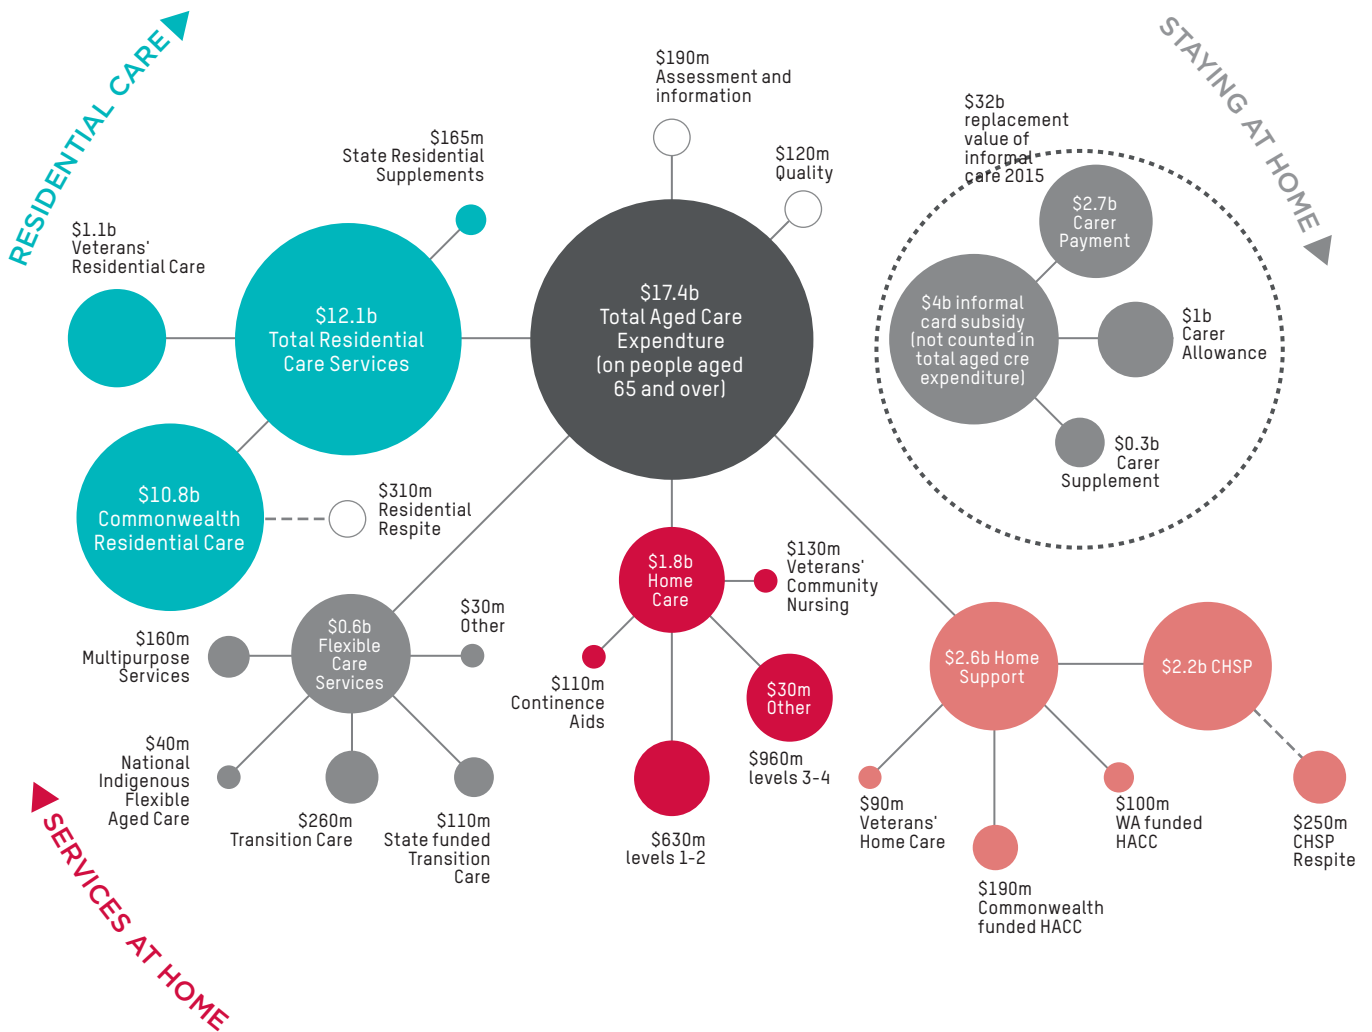 RESIDENTIAL CARE
STAYING AT HOME
$190m
Assessment and
information
$120m
Quality
$165m
State Residential
Supplements
$1.1b
Veterans'
Residential Care
$12.1b
Total Residential
Care Services
$17.4b
Total Aged Care
Expendture
(on people aged
65 and over)
$32b
replacement
value of
informal
care 2015
$2.7b
Carer
Payment
$4b informal
card subsidy
(not counted in
total aged cre
expenditure)
$1b
Carer
Allowance
$0.3b
Carer
Supplement
$10.8b
Commonwealth
Residential Care
$310m
Residential
Respite
$0.6b
Flexible
Care
Services
$30m
Other
$160m
Multipurpose
Services
$40m
National
Indigenous
Flexible
Aged Care
$260m
Transition Care
$110m
State funded
Transition
Care
$1.8b
Home
Care
$130m
Veterans'
Community
Nursing
$110m
Continence
Aids
$30m
Other
$960m
levels 3-4
$630m
levels 1-2
$2.6b Home
Support
$2.2b CHSP
$90m
Veterans'
Home Care
$190m
Commonwealth
funded HACC
$100m
WA funded
HACC
$250m
CHSP
Respite
SERVICES AT HOME